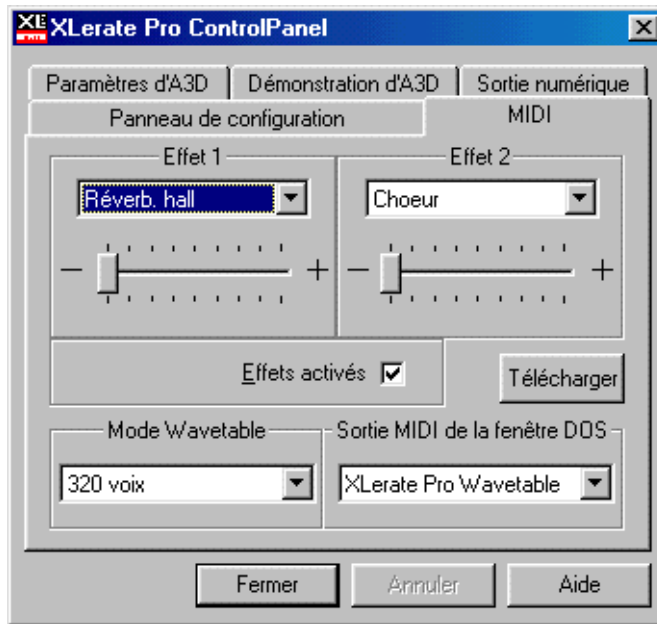 XLerate Pro ControlPanel
Paramètres d'A3D Démonstration d'A3D Sortie numérique
Panneau de configuration MIDI
Effet 1 Effet 2
Réverb. hall Choeur
− + − +
Effets activés
Télécharger
Mode Wavetable Sortie MIDI de la fenêtre DOS
320 voix XLerate Pro Wavetable
Fermer Annuler Aide